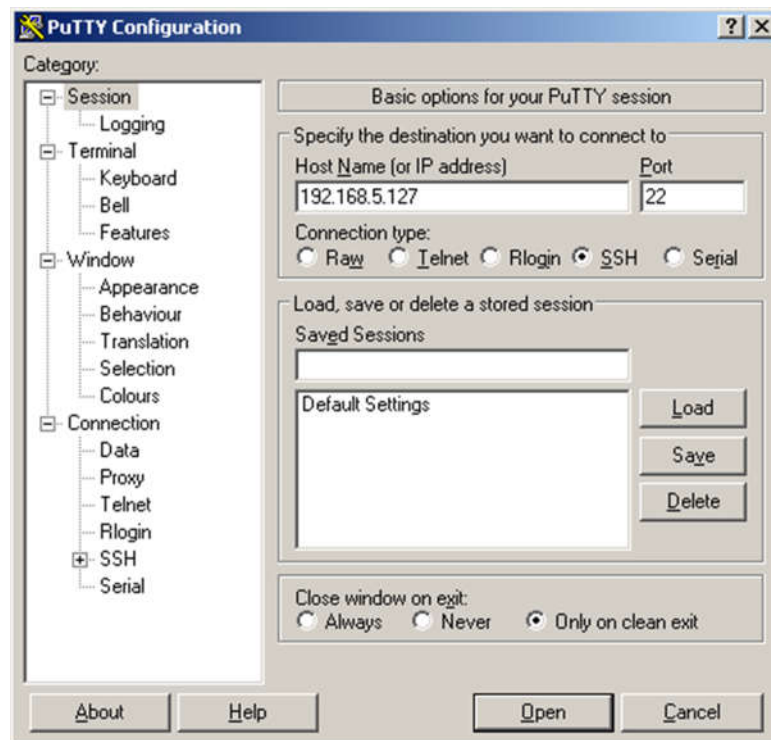 PuTTY Configuration
Category:
Session
Logging
Terminal
Keyboard
Bell
Features
Window
Appearance
Behaviour
Translation
Selection
Colours
Connection
Data
Proxy
Telnet
Rlogin
SSH
Serial
Basic options for your PuTTY session
Specify the destination you want to connect to
Host Name (or IP address) Port
192.168.5.127 22
Connection type:
Raw Telnet Rlogin SSH Serial
Load, save or delete a stored session
Saved Sessions
Default Settings
Load
Save
Delete
Close window on exit:
Always Never Only on clean exit
About Help Open Cancel